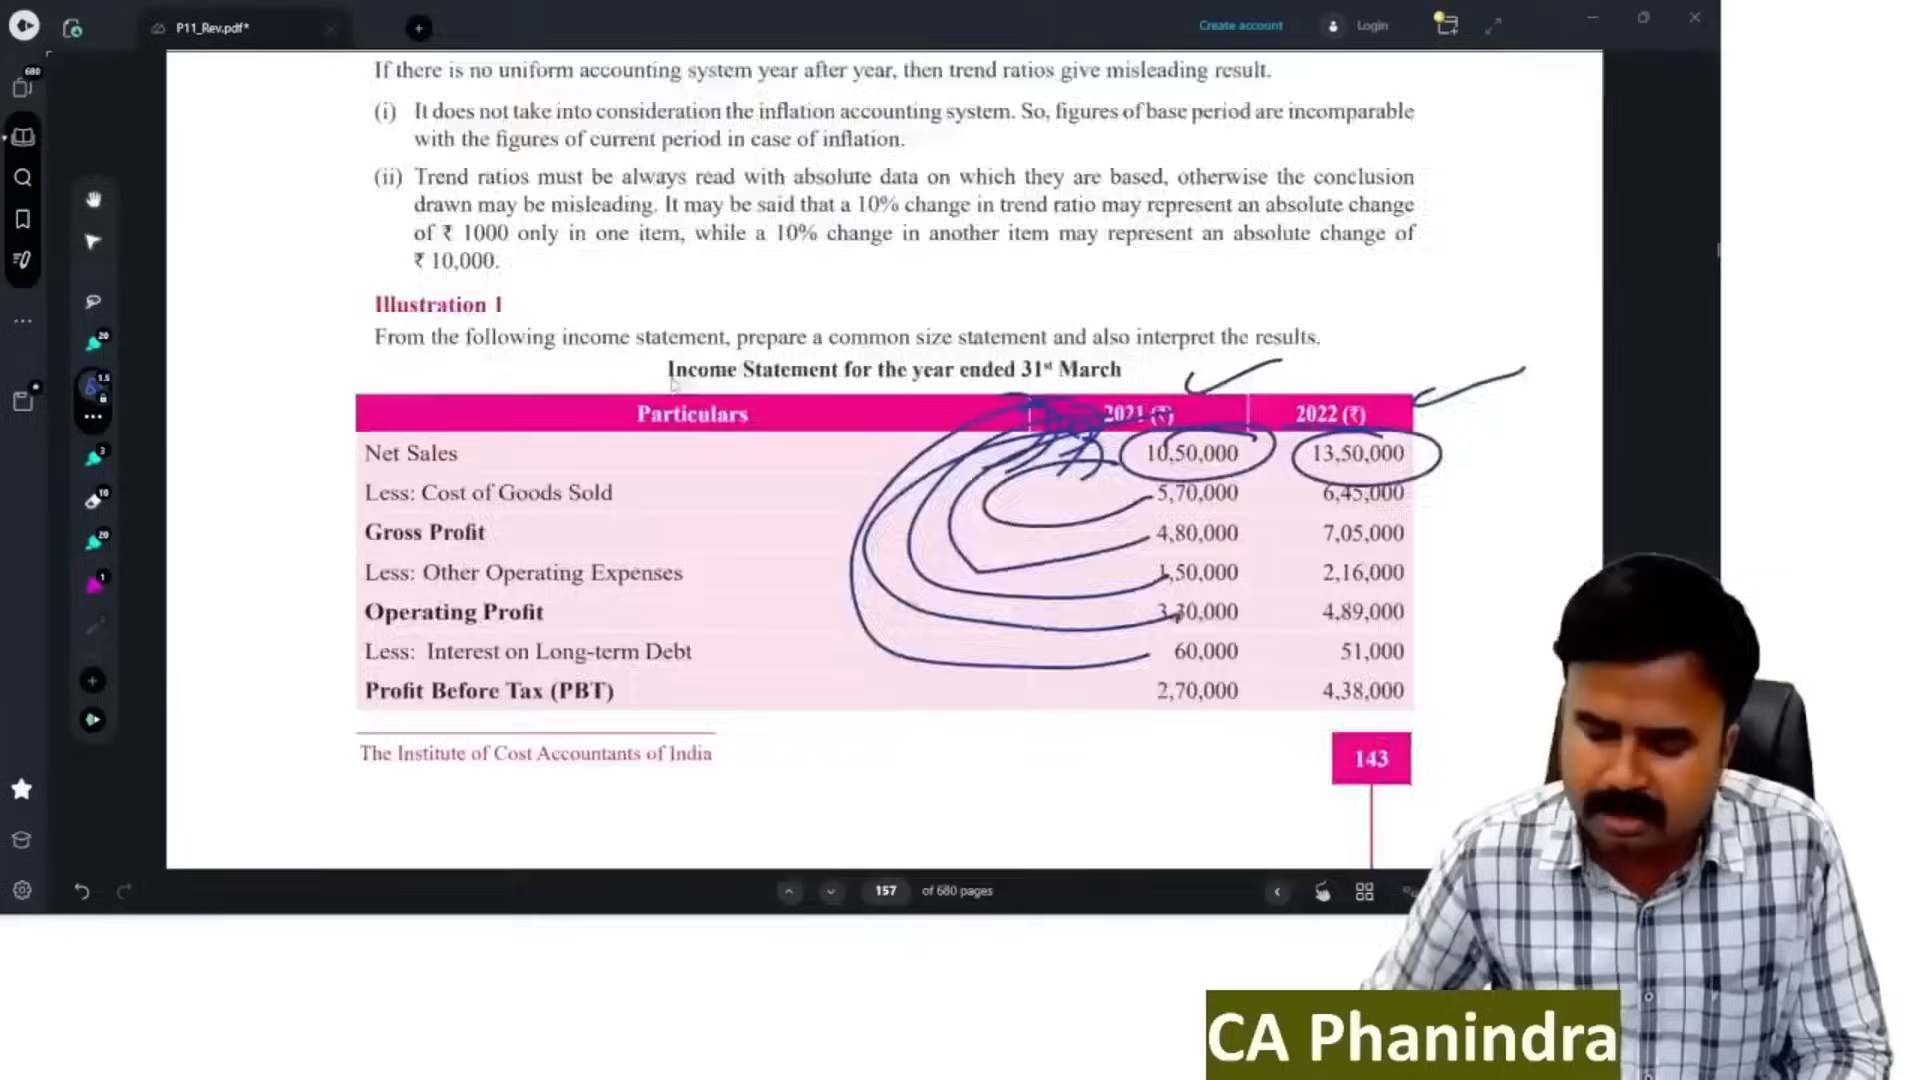 P11_Rev.pdf*
Create account
Login
680
If there is no uniform accounting system year after year, then trend ratios give misleading result.
(i) It does not take into consideration the inflation accounting system. So, figures of base period are incomparable
with the figures of current period in case of inflation.
(ii) Trend ratios must be always read with absolute data on which they are based, otherwise the conclusion
drawn may be misleading. It may be said that a 10% change in trend ratio may represent an absolute change
of ₹ 1000 only in one item, while a 10% change in another item may represent an absolute change of
₹ 10,000.
Illustration 1
From the following income statement, prepare a common size statement and also interpret the results.
Income Statement for the year ended 31st March
Particulars 2021 (₹) 2022 (₹)
Net Sales 10,50,000 13,50,000
Less: Cost of Goods Sold 5,70,000 6,45,000
Gross Profit 4,80,000 7,05,000
Less: Other Operating Expenses 1,50,000 2,16,000
Operating Profit 3,30,000 4,89,000
Less: Interest on Long-term Debt 60,000 51,000
Profit Before Tax (PBT) 2,70,000 4,38,000
The Institute of Cost Accountants of India
143
20
1.5
3
10
20
1
157 of 680 pages
CA Phanindra